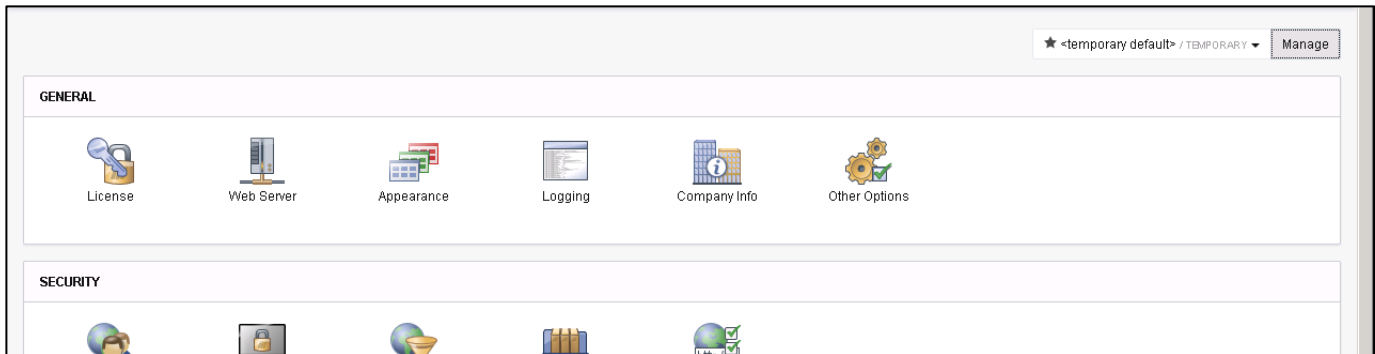 <temporary default> / TEMPORARY Manage
GENERAL
License Web Server Appearance Logging Company Info Other Options
SECURITY